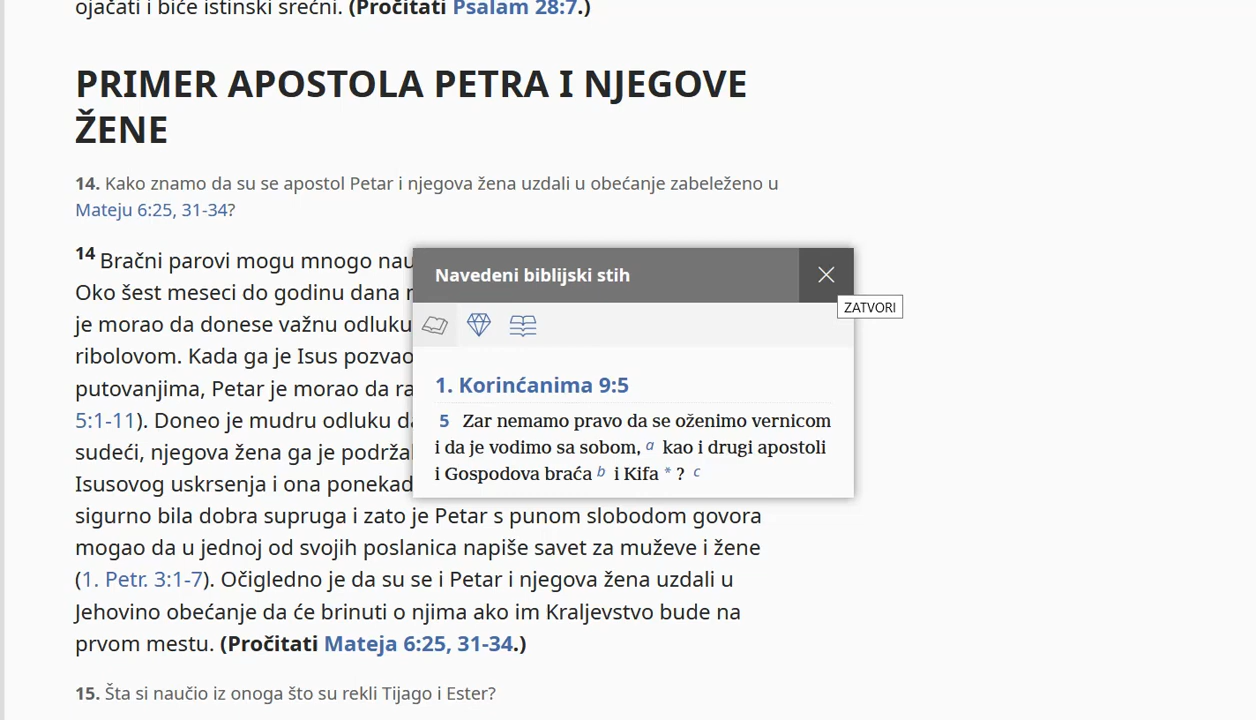 ojačati i biće istinski srećni. (Pročitati Psalam 28:7.)
PRIMER APOSTOLA PETRA I NJEGOVE
ŽENE
14. Kako znamo da su se apostol Petar i njegova žena uzdali u obećanje zabeleženo u
Mateju 6:25, 31-34?
14 Bračni parovi mogu mnogo
Oko šest meseci do godinu dana
je morao da donese važnu odluku
ribolovom. Kada ga je Isus pozvao
putovanjima, Petar je morao da
5:1-11). Doneo je mudru odluku
sudeći, njegova žena ga je
Isusovog uskrsenja i ona ponekad
sigurno bila dobra supruga i zato je Petar s punom slobodom govora
mogao da u jednoj od svojih poslanica napiše savet za muževe i žene
(1. Petr. 3:1-7). Očigledno je da su se i Petar i njegova žena uzdali u
Jehovino obećanje da će brinuti o njima ako im Kraljevstvo bude na
prvom mestu. (Pročitati Mateja 6:25, 31-34.)
15. Šta si naučio iz onoga što su rekli Tijago i Ester?
Navedeni biblijski stih
ZATVORI
1. Korinćanima 9:5
5 Zar nemamo pravo da se oženimo vernicom
i da je vodimo sa sobom, a kao i drugi apostoli
i Gospodova braća b i Kifa * ? c